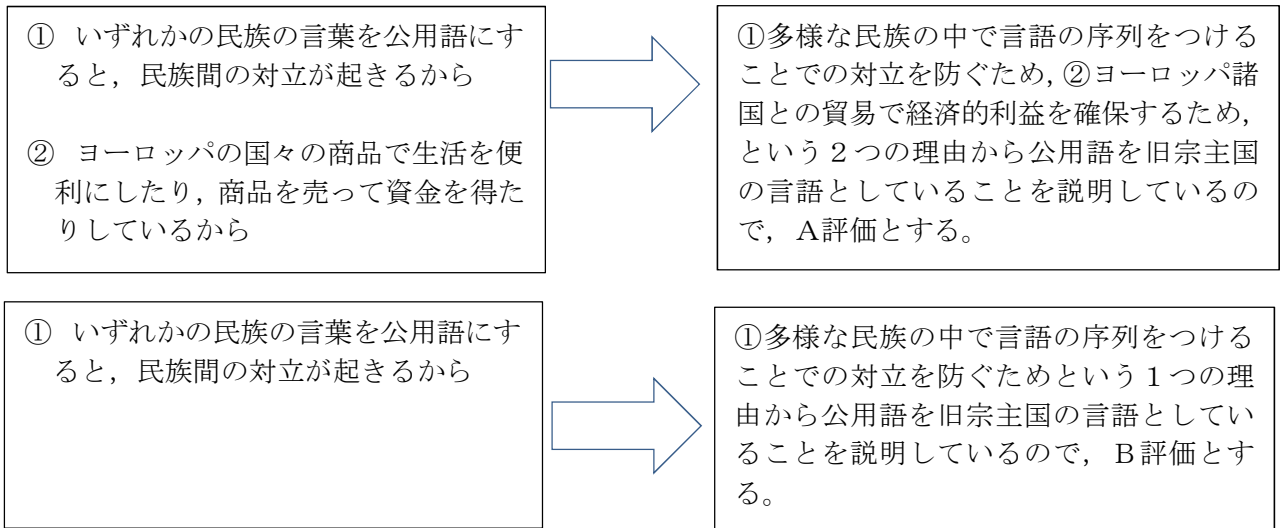 ① いずれかの民族の言葉を公用語にす
ると，民族間の対立が起きるから
② ヨーロッパの国々の商品で生活を便
利にしたり，商品を売って資金を得た
りしているから
①多様な民族の中で言語の序列をつける
ことでの対立を防ぐため，②ヨーロッパ諸
国との貿易で経済的利益を確保するため，
という２つの理由から公用語を旧宗主国
の言語としていることを説明しているの
で，Ａ評価とする。
① いずれかの民族の言葉を公用語にす
ると，民族間の対立が起きるから
①多様な民族の中で言語の序列をつける
ことでの対立を防ぐためという１つの理
由から公用語を旧宗主国の言語としてい
ることを説明しているので，Ｂ評価とす
る。